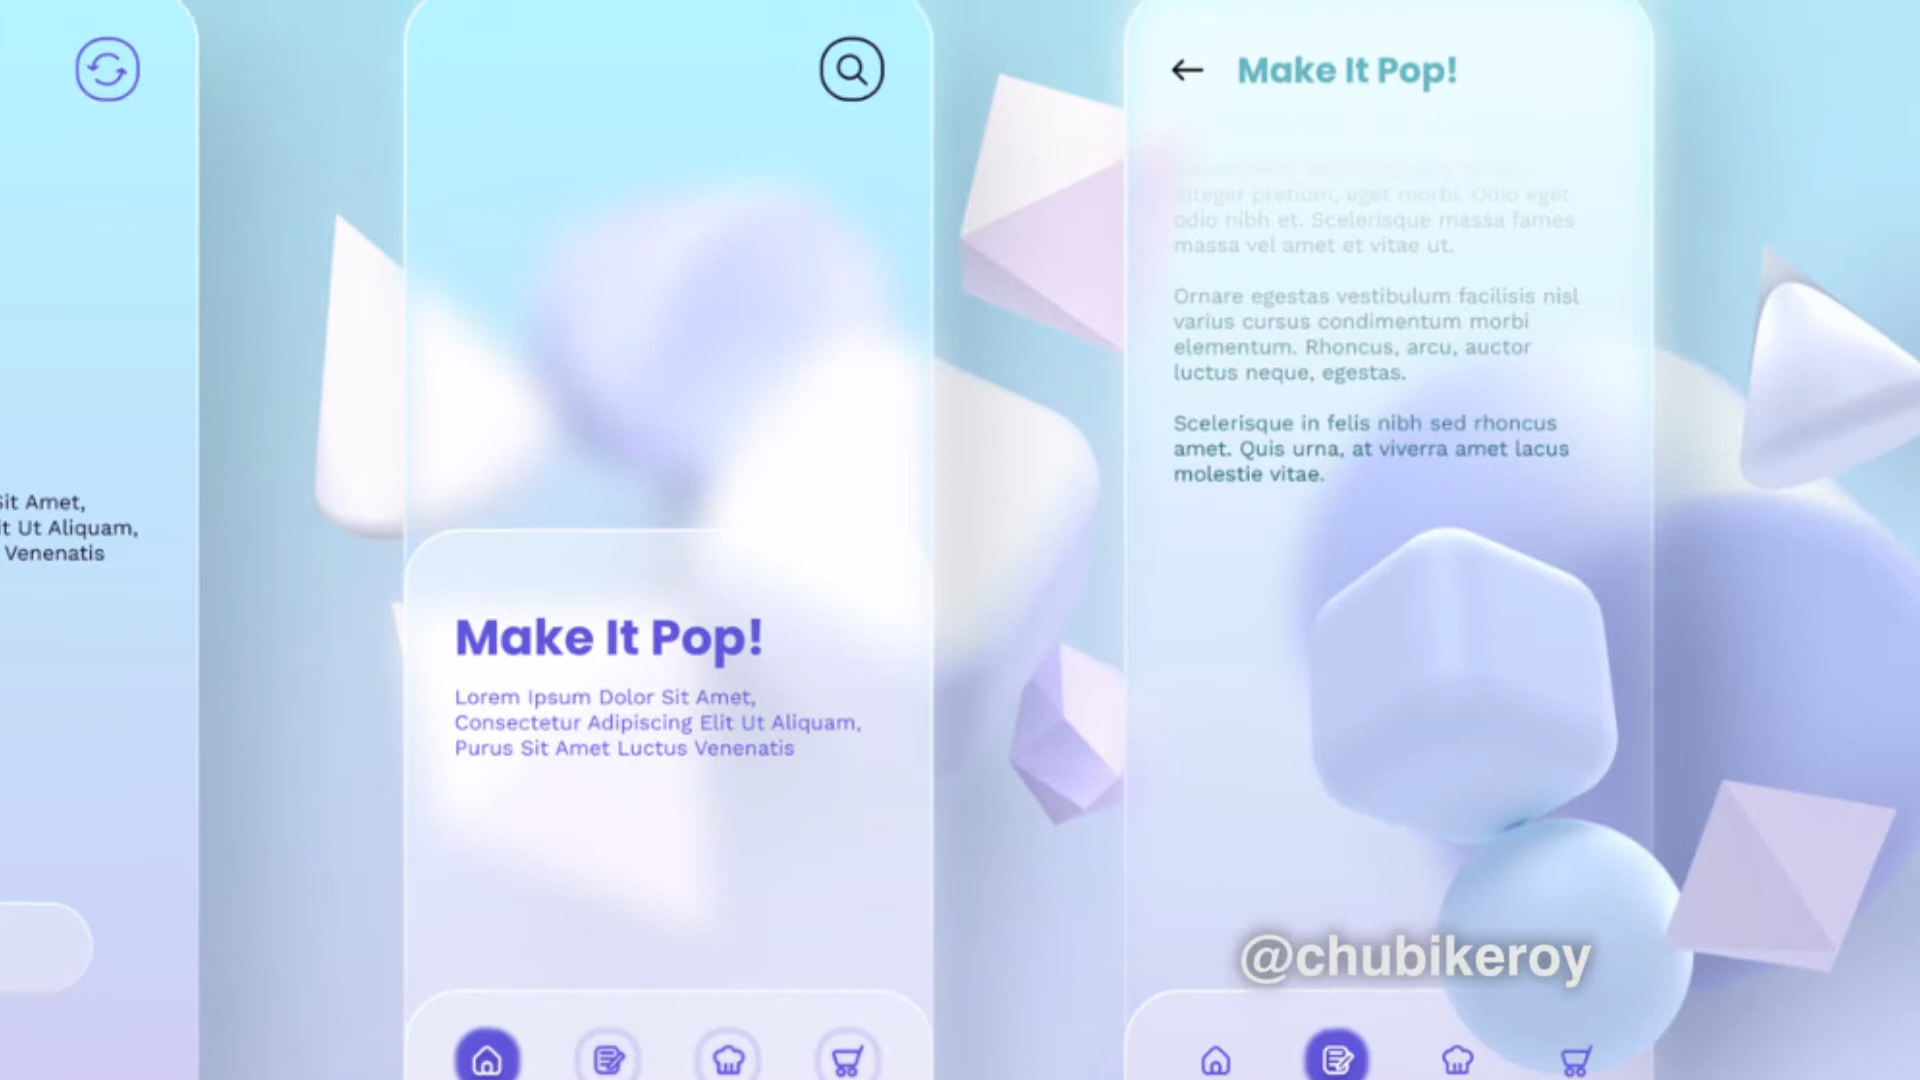 Sit Amet,
it Ut Aliquam,
Venenatis
Make It Pop!
Lorem Ipsum Dolor Sit Amet,
Consectetur Adipiscing Elit Ut Aliquam,
Purus Sit Amet Luctus Venenatis
Make It Pop!
pretium, eget morbi. Odio eget
odio nibh et. Scelerisque massa fames
massa vel amet et vitae ut.
Ornare egestas vestibulum facilisis nisl
varius cursus condimentum morbi
elementum. Rhoncus, arcu, auctor
luctus neque, egestas.
Scelerisque in felis nibh sed rhoncus
amet. Quis urna, at viverra amet lacus
molestie vitae.
@chubikeroy